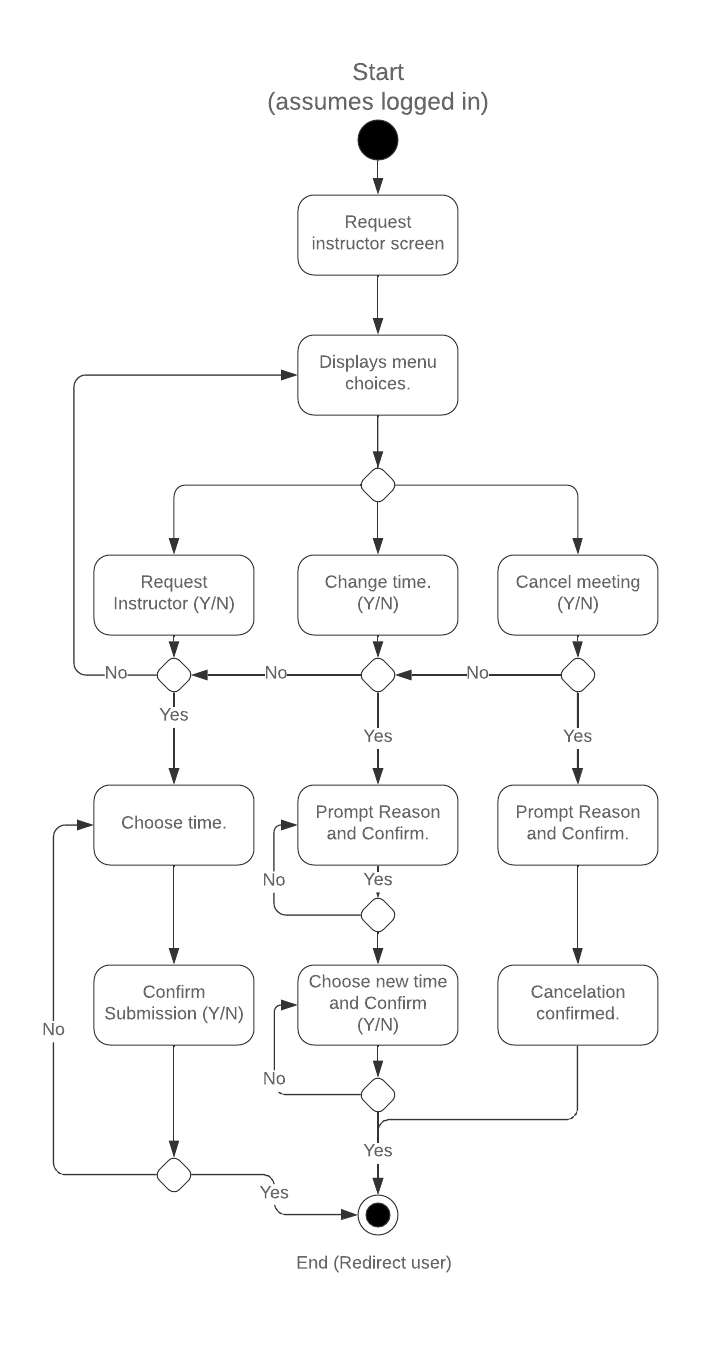 Start
(assumes logged in)
Request
instructor screen
Displays menu
choices.
Request
Instructor (Y/N)
Change time.
(Y/N)
Cancel meeting
(Y/N)
No
No
No
Yes
Yes
Yes
Choose time.
Prompt Reason
and Confirm.
Prompt Reason
and Confirm.
No
Yes
Confirm
Submission (Y/N)
Choose new time
and Confirm
(Y/N)
Cancelation
confirmed.
No
No
Yes
Yes
End (Redirect user)